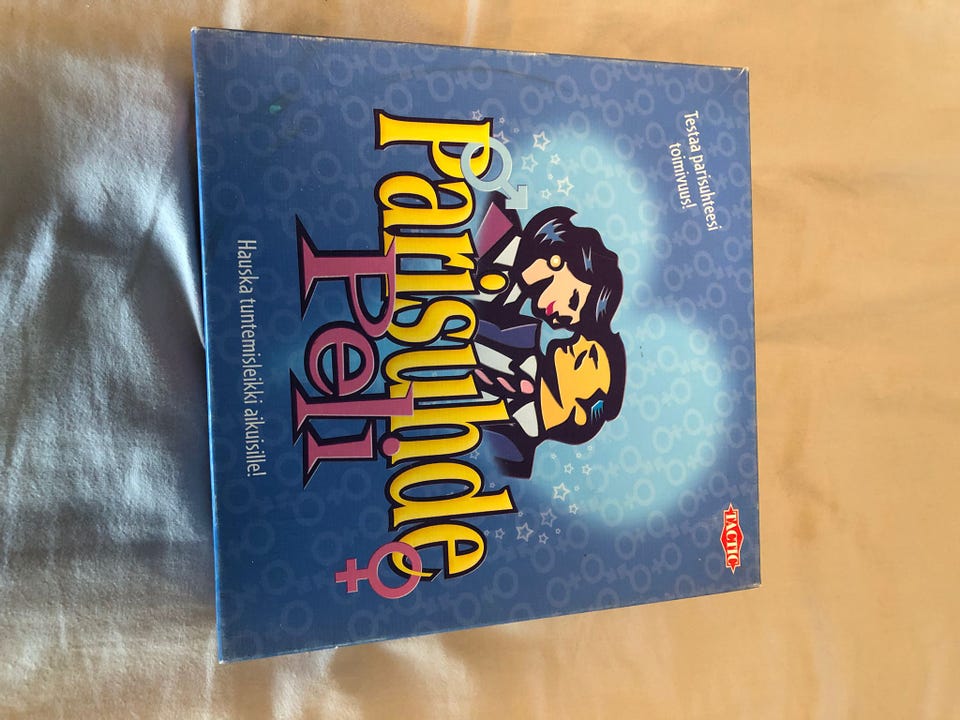 Testaa parisuhteesi
toimivuus!
TACTIC
Parisuhde
Peli
Hauska tuntemisleikki aikuisille!